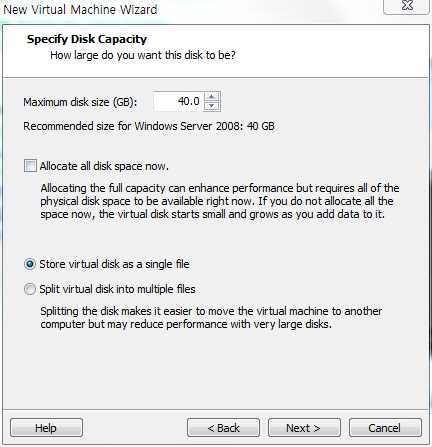 New Virtual Machine Wizard
Specify Disk Capacity
How large do you want this disk to be?
Maximum disk size (GB): 40.0
Recommended size for Windows Server 2008: 40 GB
Allocate all disk space now.
Allocating the full capacity can enhance performance but requires all of the
physical disk space to be available right now. If you do not allocate all the
space now, the virtual disk starts small and grows as you add data to it.
Store virtual disk as a single file
Split virtual disk into multiple files
Splitting the disk makes it easier to move the virtual machine to another
computer but may reduce performance with very large disks.
Help < Back Next > Cancel